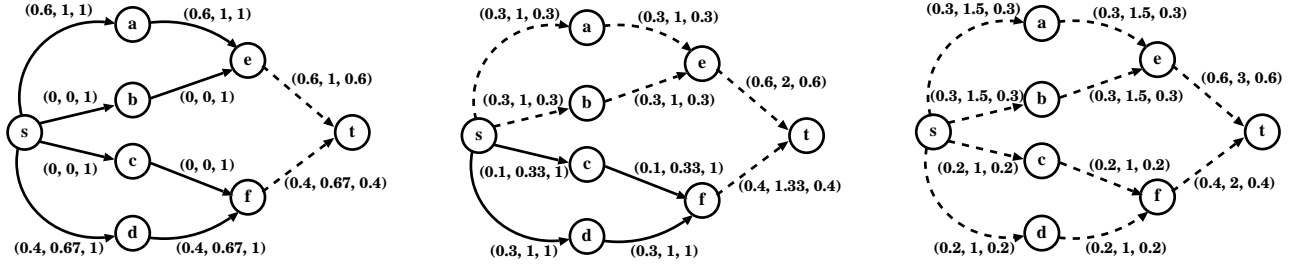 (0.6, 1, 1) (0.6, 1, 1)
a
e
(0.6, 1, 0.6)
b
(0, 0, 1) (0, 0, 1)
s
t
(0, 0, 1) (0, 0, 1)
c
(0.4, 0.67, 0.4)
f
d
(0.4, 0.67, 1) (0.4, 0.67, 1)
(0.3, 1, 0.3) (0.3, 1, 0.3)
a
e
(0.6, 2, 0.6)
(0.3, 1, 0.3) (0.3, 1, 0.3)
b
s
t
c
(0.1, 0.33, 1) (0.1, 0.33, 1)
(0.4, 1.33, 0.4)
f
d
(0.3, 1, 1) (0.3, 1, 1)
(0.3, 1.5, 0.3) (0.3, 1.5, 0.3)
a
e
(0.6, 3, 0.6)
(0.3, 1.5, 0.3) (0.3, 1.5, 0.3)
b
s
t
c
(0.2, 1, 0.2) (0.2, 1, 0.2)
(0.4, 2, 0.4)
f
d
(0.2, 1, 0.2) (0.2, 1, 0.2)